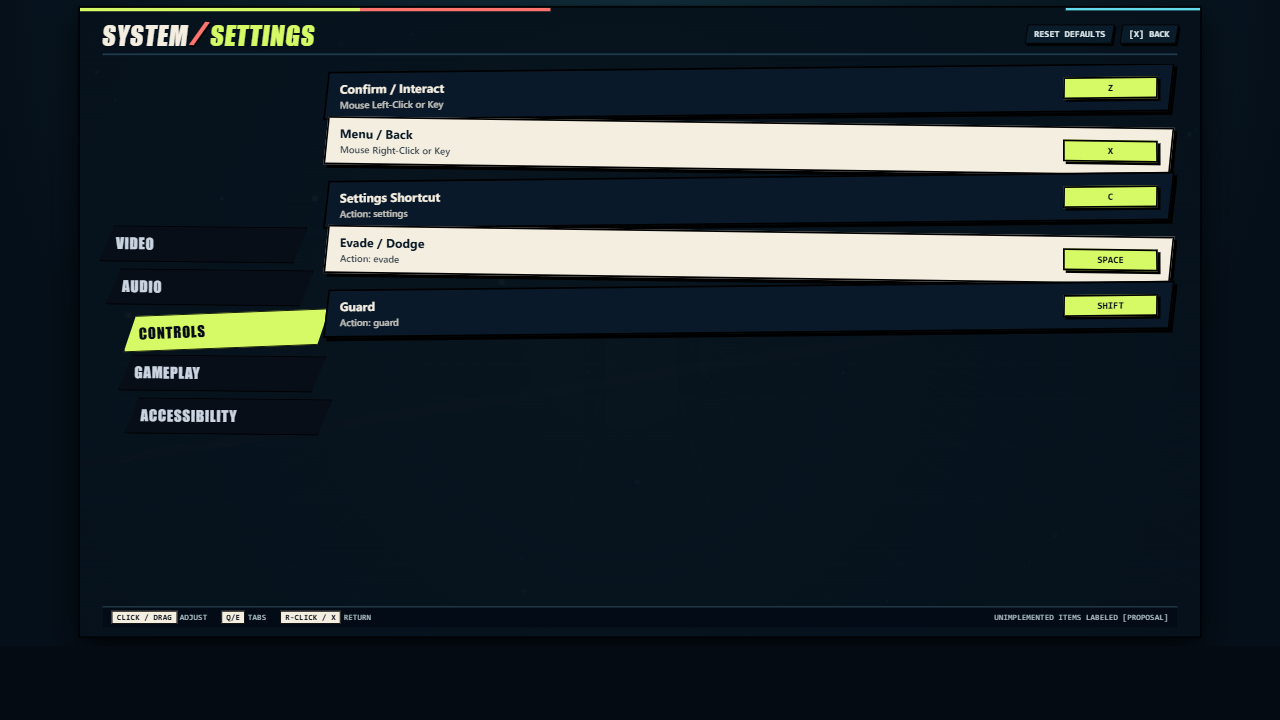 SYSTEM/SETTINGS
RESET DEFAULTS
[X] BACK
Confirm / Interact
Mouse Left-Click or Key
Z
Menu / Back
Mouse Right-Click or Key
X
Settings Shortcut
Action: settings
C
Evade / Dodge
Action: evade
SPACE
Guard
Action: guard
SHIFT
VIDEO
AUDIO
CONTROLS
GAMEPLAY
ACCESSIBILITY
CLICK / DRAG ADJUST
Q/E TABS
R-CLICK / X RETURN
UNIMPLEMENTED ITEMS LABELED [PROPOSAL]